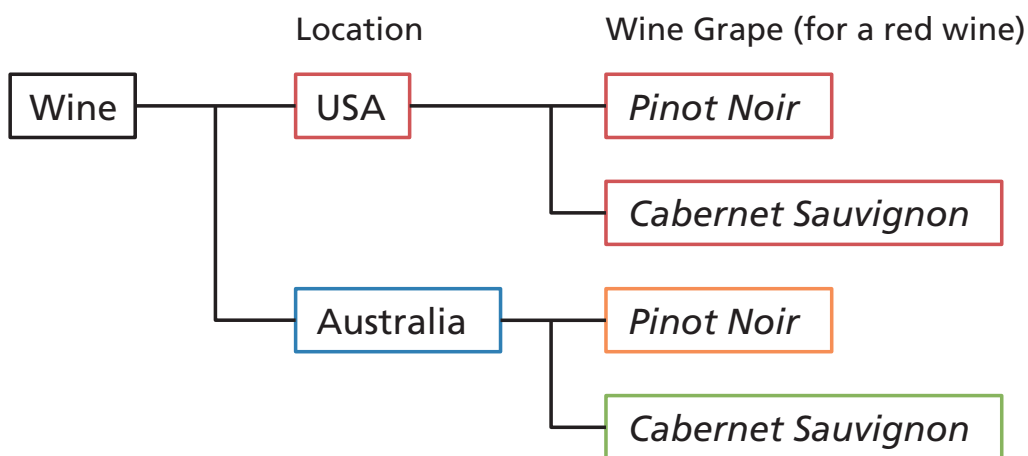 Location
Wine Grape (for a red wine)
Wine
USA
Pinot Noir
Cabernet Sauvignon
Australia
Pinot Noir
Cabernet Sauvignon